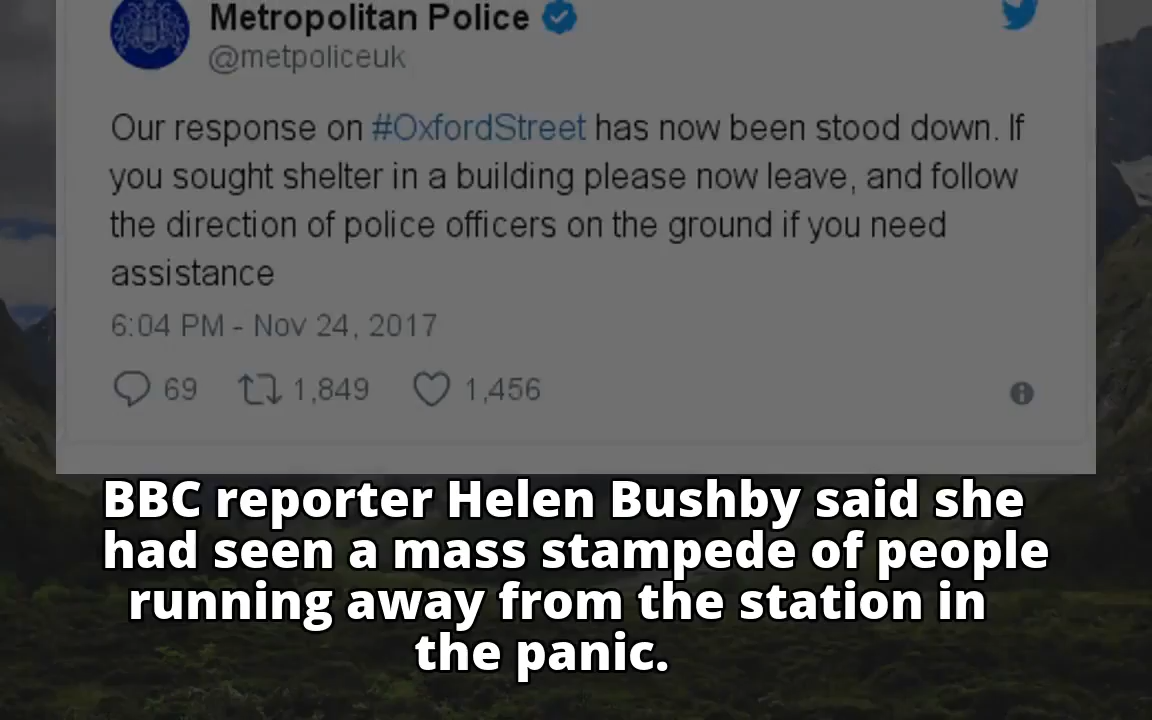 Metropolitan Police
@metpoliceuk
Our response on #OxfordStreet has now been stood down. If
you sought shelter in a building please now leave, and follow
the direction of police officers on the ground if you need
assistance
6:04 PM - Nov 24, 2017
69 1,849 1,456
BBC reporter Helen Bushby said she
had seen a mass stampede of people
running away from the station in
the panic.